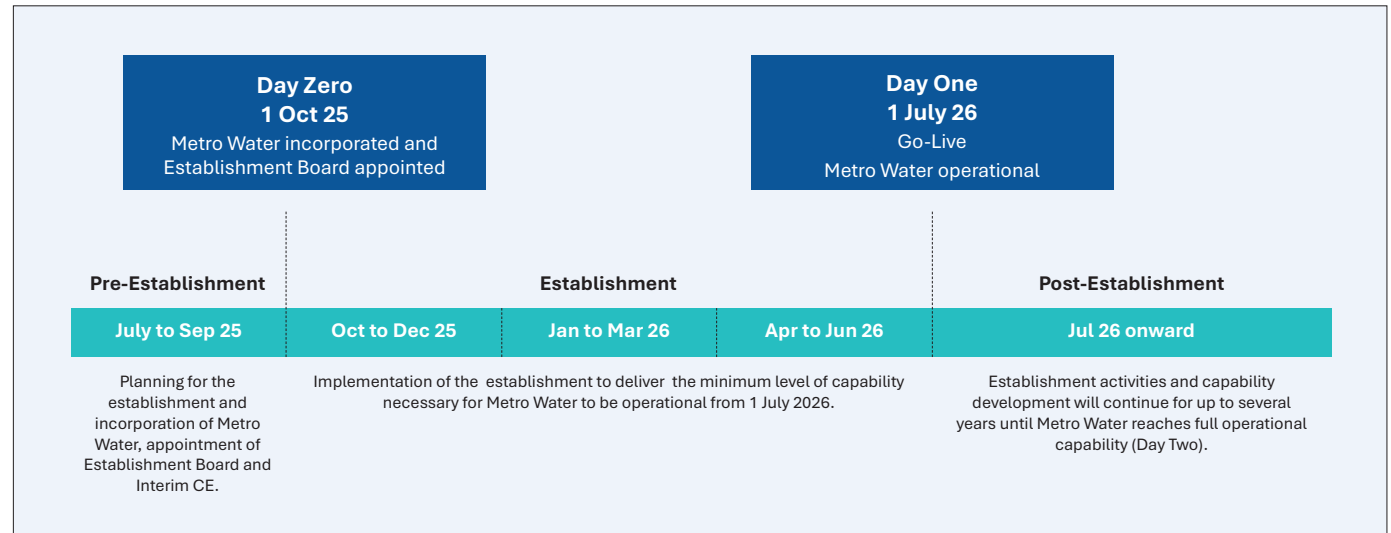 Day Zero
1 Oct 25
Metro Water incorporated and
Establishment Board appointed
Day One
1 July 26
Go-Live
Metro Water operational
Pre-Establishment
Establishment
Post-Establishment
July to Sep 25
Oct to Dec 25
Jan to Mar 26
Apr to Jun 26
Jul 26 onward
Planning for the
establishment and
incorporation of Metro
Water, appointment of
Establishment Board and
Interim CE.
Implementation of the establishment to deliver the minimum level of capability
necessary for Metro Water to be operational from 1 July 2026.
Establishment activities and capability
development will continue for up to several
years until Metro Water reaches full operational
capability (Day Two).